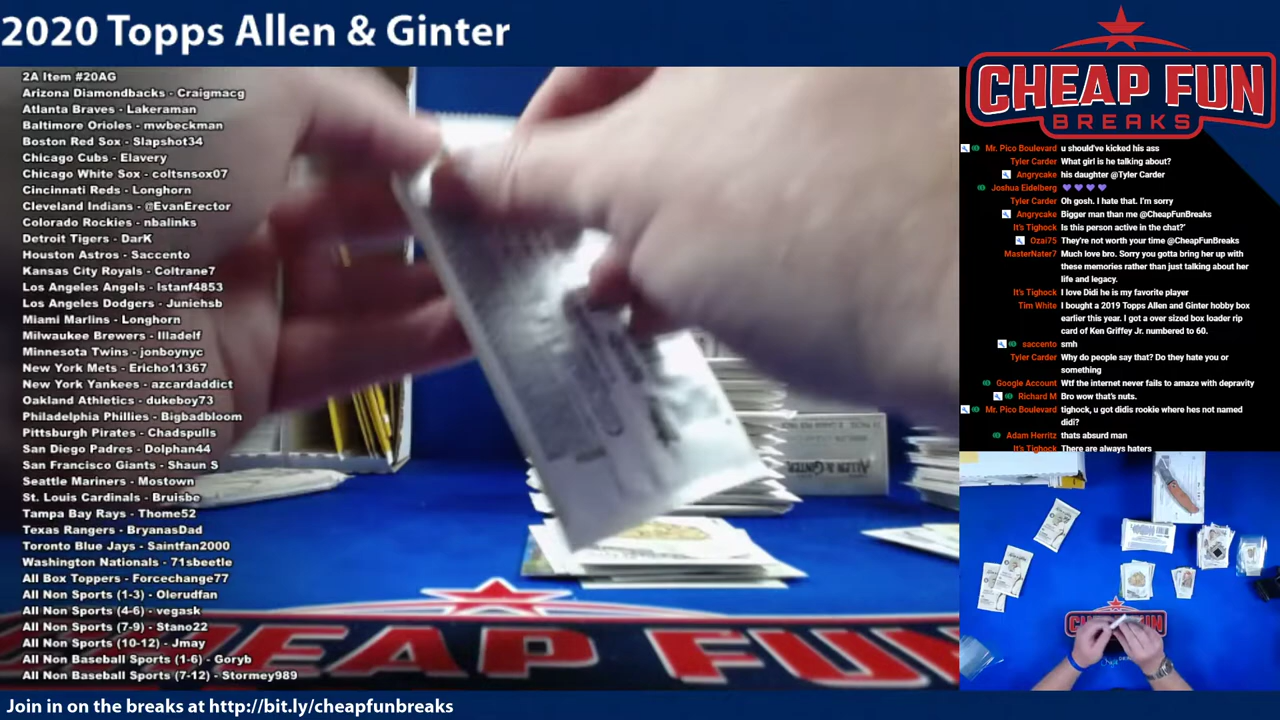 2020 Topps Allen & Ginter
2A Item #20AG
Arizona Diamondbacks - Craigmacg
Atlanta Braves - Lakeraman
Baltimore Orioles - mwbeckman
Boston Red Sox - Slapshot34
Chicago Cubs - Elavery
Chicago White Sox - coltsnsox07
Cincinnati Reds - Longhorn
Cleveland Indians - @EvanErector
Colorado Rockies - nbalinks
Detroit Tigers - DarK
Houston Astros - Saccento
Kansas City Royals - Coltrane7
Los Angeles Angels - Istanf4853
Los Angeles Dodgers - Juniehsb
Miami Marlins - Longhorn
Milwaukee Brewers - Illadelf
Minnesota Twins - jonboynyc
New York Mets - Ericho11367
New York Yankees - azcardaddict
Oakland Athletics - dukeboy73
Philadelphia Phillies - Bigbadbloom
Pittsburgh Pirates - Chadspulls
San Diego Padres - Dolphan44
San Francisco Giants - Shaun S
Seattle Mariners - Mostown
St. Louis Cardinals - Bruisbe
Tampa Bay Rays - Thome52
Texas Rangers - BryanasDad
Toronto Blue Jays - Saintfan2000
Washington Nationals - 71sbeetle
All Box Toppers - Forcechange77
All Non Sports (1-3) - Olerudfan
All Non Sports (4-6) - vegask
All Non Sports (7-9) - Stano22
All Non Sports (10-12) - Jmay
All Non Baseball Sports (1-6) - Goryb
All Non Baseball Sports (7-12) - Stormey989
ALLEN & GINTER
CHEAP FUN
Join in on the breaks at http://bit.ly/cheapfunbreaks
CHEAP FUN
BREAKS
Mr. Pico Boulevard u should've kicked his ass
Tyler Carder What girl is he talking about?
Angrycake his daughter @Tyler Carder
Joshua Eidelberg 💜💜💜💜
Tyler Carder Oh gosh. I hate that. I'm sorry
Angrycake Bigger man than me @CheapFunBreaks
It's Tighock Is this person active in the chat?'
Ozai75 They're not worth your time @CheapFunBreaks
MasterNater7 Much love bro. Sorry you gotta bring her up with
these memories rather than just talking about her
life and legacy.
It's Tighock I love Didi he is my favorite player
Tim White I bought a 2019 Topps Allen and Ginter hobby box
earlier this year. I got a over sized box loader rip
card of Ken Griffey Jr. numbered to 60.
saccento smh
Tyler Carder Why do people say that? Do they hate you or
something
Google Account Wtf the internet never fails to amaze with depravity
Richard M Bro wow that's nuts.
Mr. Pico Boulevard tighock, u got didis rookie where hes not named
didi?
Adam Herritz thats absurd man
It's Tighock There are always haters